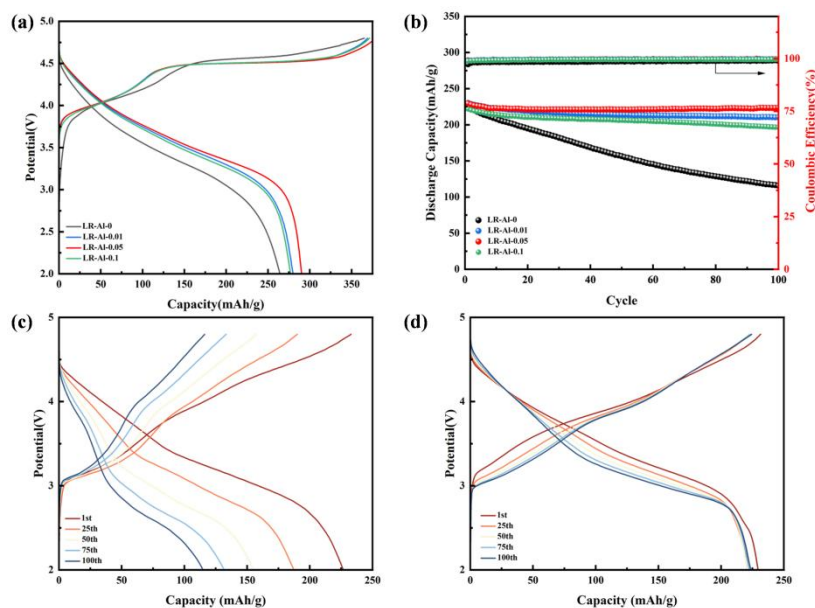 (a)
5.0
4.5
4.0
3.5
3.0
2.5
2.0
Potential(V)
LR-Al-0
LR-Al-0.01
LR-Al-0.05
LR-Al-0.1
0 50 100 150 200 250 300 350
Capacity(mAh/g)
(b)
350
300
250
200
150
100
50
0
Discharge Capacity(mAh/g)
LR-Al-0
LR-Al-0.01
LR-Al-0.05
LR-Al-0.1
100
75
50
25
0
Coulombic Efficiency(%)
0 20 40 60 80 100
Cycle
(c)
5
4
3
2
Potential(V)
1st
25th
50th
75th
100th
0 50 100 150 200 250
Capacity (mAh/g)
(d)
5
4
3
2
Potential(V)
1st
25th
50th
75th
100th
0 50 100 150 200 250
Capacity (mAh/g)